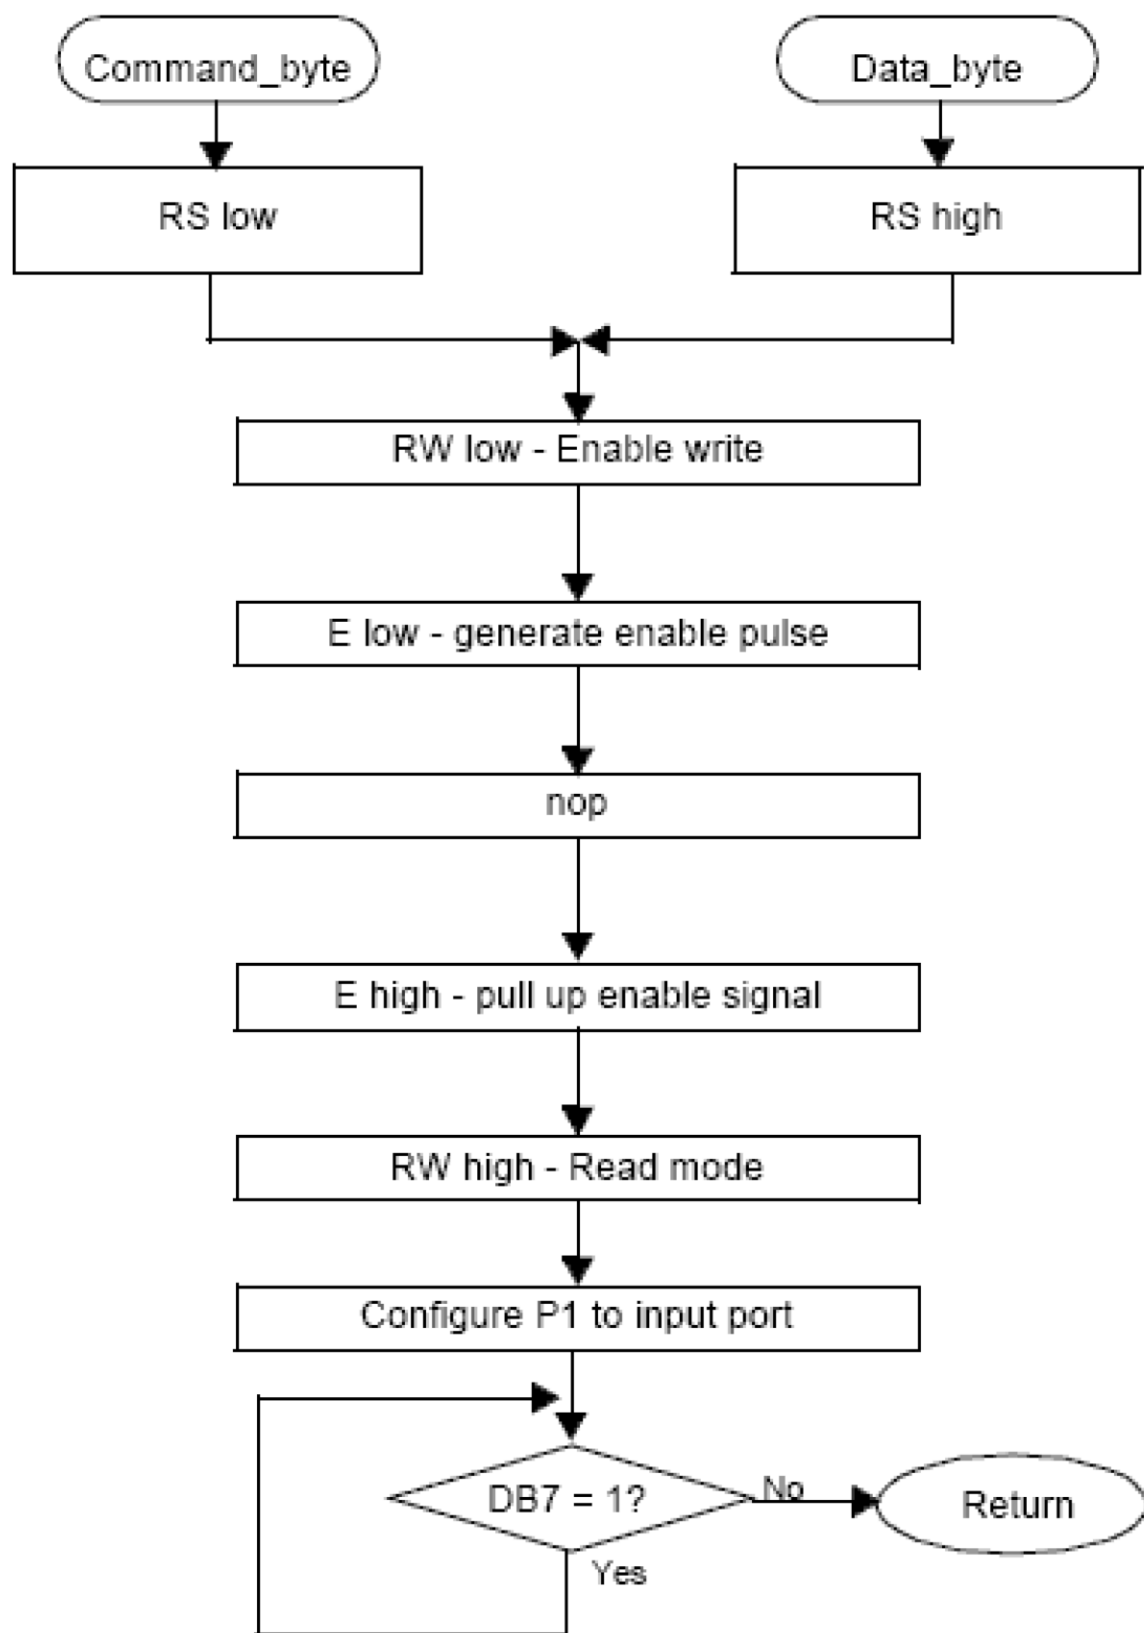 Command_byte
Data_byte
RS low
RS high
RW low - Enable write
E low - generate enable pulse
nop
E high - pull up enable signal
RW high - Read mode
Configure P1 to input port
DB7 = 1?
No
Return
Yes